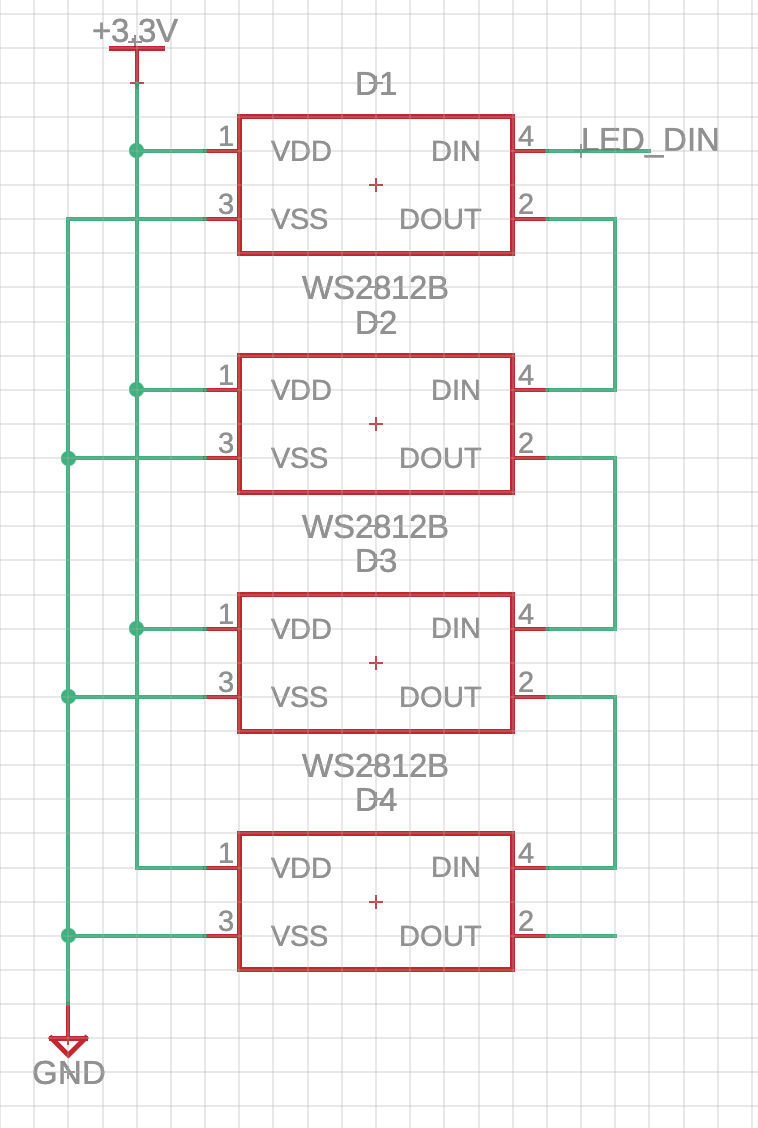 +3.3V
D1
1 VDD DIN 4 LED_DIN
3 VSS DOUT 2
WS2812B
D2
1 VDD DIN 4
3 VSS DOUT 2
WS2812B
D3
1 VDD DIN 4
3 VSS DOUT 2
WS2812B
D4
1 VDD DIN 4
3 VSS DOUT 2
GND